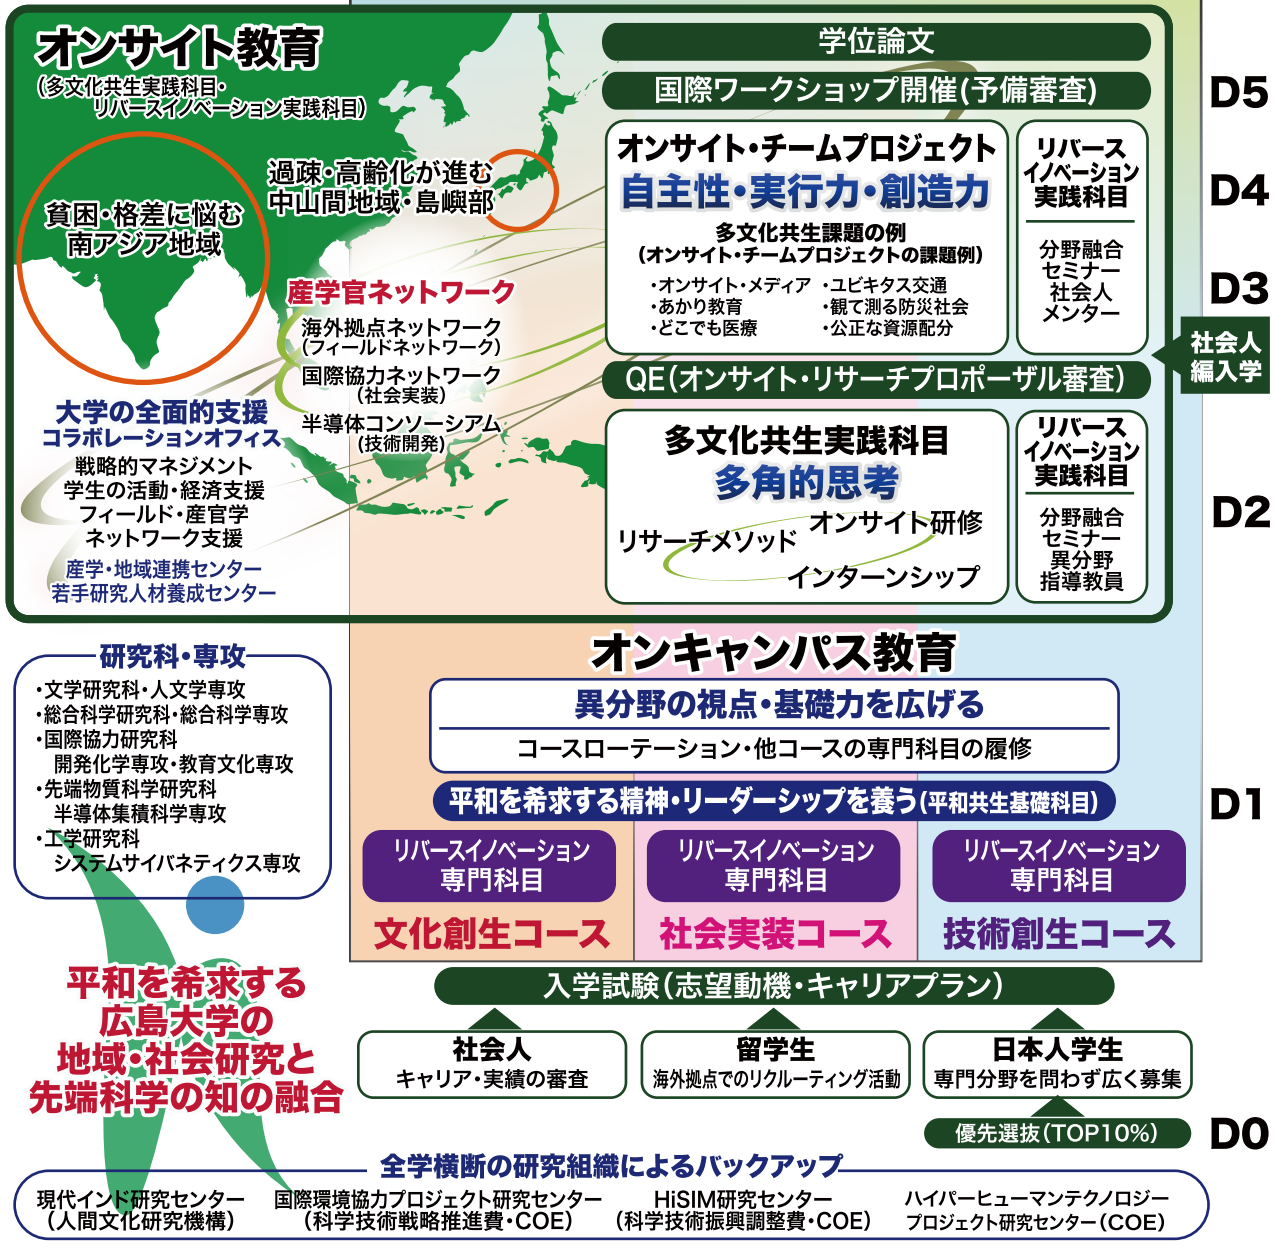 オンサイト教育
(多文化共生実践科目・
リバースイノベーション実践科目)
貧困・格差に悩む
南アジア地域
過疎・高齢化が進む
中山間地域・島嶼部
産学官ネットワーク
海外拠点ネットワーク
(フィールドネットワーク)
国際協力ネットワーク
(社会実装)
半導体コンソーシアム
(技術開発)
大学の全面的支援
コラボレーションオフィス
戦略的マネジメント
学生の活動・経済支援
フィールド・産官学
ネットワーク支援
産学・地域連携センター
若手研究人材養成センター
学位論文
国際ワークショップ開催(予備審査)
D5
オンサイト・チームプロジェクト
自主性・実行力・創造力
多文化共生課題の例
(オンサイト・チームプロジェクトの課題例)
・オンサイト・メディア ・ユビキタス交通
・あかり教育 ・観て測る防災社会
・どこでも医療 ・公正な資源配分
リバース
イノベーション
実践科目
分野融合
セミナー
社会人
メンター
D4
D3
社会人
編入学
QE(オンサイト・リサーチプロポーザル審査)
多文化共生実践科目
多角的思考
オンサイト研修
リサーチメソッド
インターンシップ
リバース
イノベーション
実践科目
分野融合
セミナー
異分野
指導教員
D2
オンキャンパス教育
異分野の視点・基礎力を広げる
コースローテーション・他コースの専門科目の履修
平和を希求する精神・リーダーシップを養う(平和共生基礎科目)
D1
リバースイノベーション
専門科目
リバースイノベーション
専門科目
リバースイノベーション
専門科目
文化創生コース
社会実装コース
技術創生コース
研究科・専攻
・文学研究科・人文学専攻
・総合科学研究科・総合科学専攻
・国際協力研究科
開発化学専攻・教育文化専攻
・先端物質科学研究科
半導体集積科学専攻
・工学研究科
システムサイバネティクス専攻
平和を希求する
広島大学の
地域・社会研究と
先端科学の知の融合
入学試験(志望動機・キャリアプラン)
社会人
キャリア・実績の審査
留学生
海外拠点でのリクルーティング活動
日本人学生
専門分野を問わず広く募集
優先選抜(TOP10%)
D0
全学横断の研究組織によるバックアップ
現代インド研究センター
(人間文化研究機構)
国際環境協力プロジェクト研究センター
(科学技術戦略推進費・COE)
HiSIM研究センター
(科学技術振興調整費・COE)
ハイパーヒューマンテクノロジー
プロジェクト研究センター(COE)